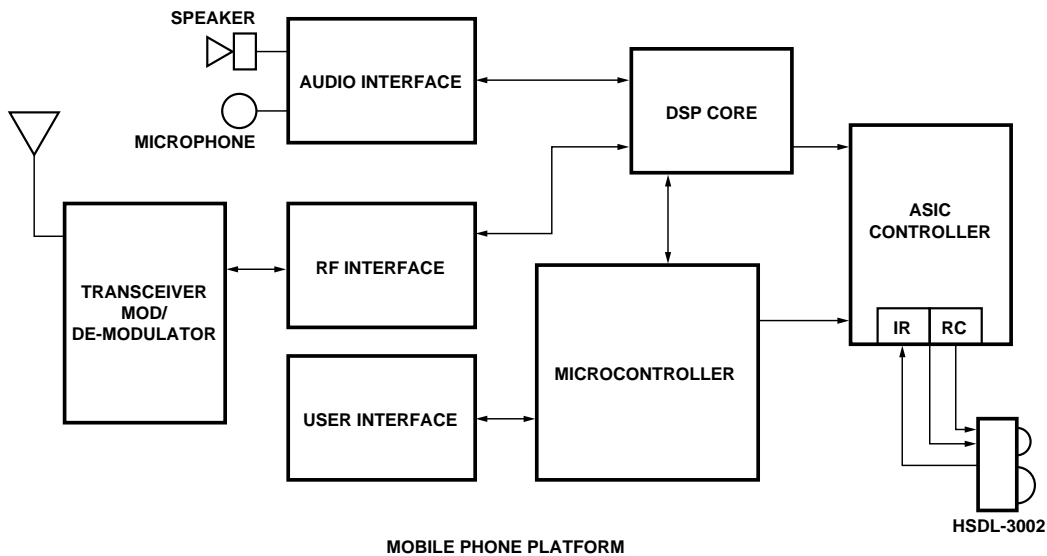 SPEAKER
AUDIO INTERFACE
MICROPHONE
DSP CORE
ASIC
CONTROLLER
TRANSCEIVER
MOD/
DE-MODULATOR
RF INTERFACE
IR
RC
MICROCONTROLLER
USER INTERFACE
HSDL-3002
MOBILE PHONE PLATFORM